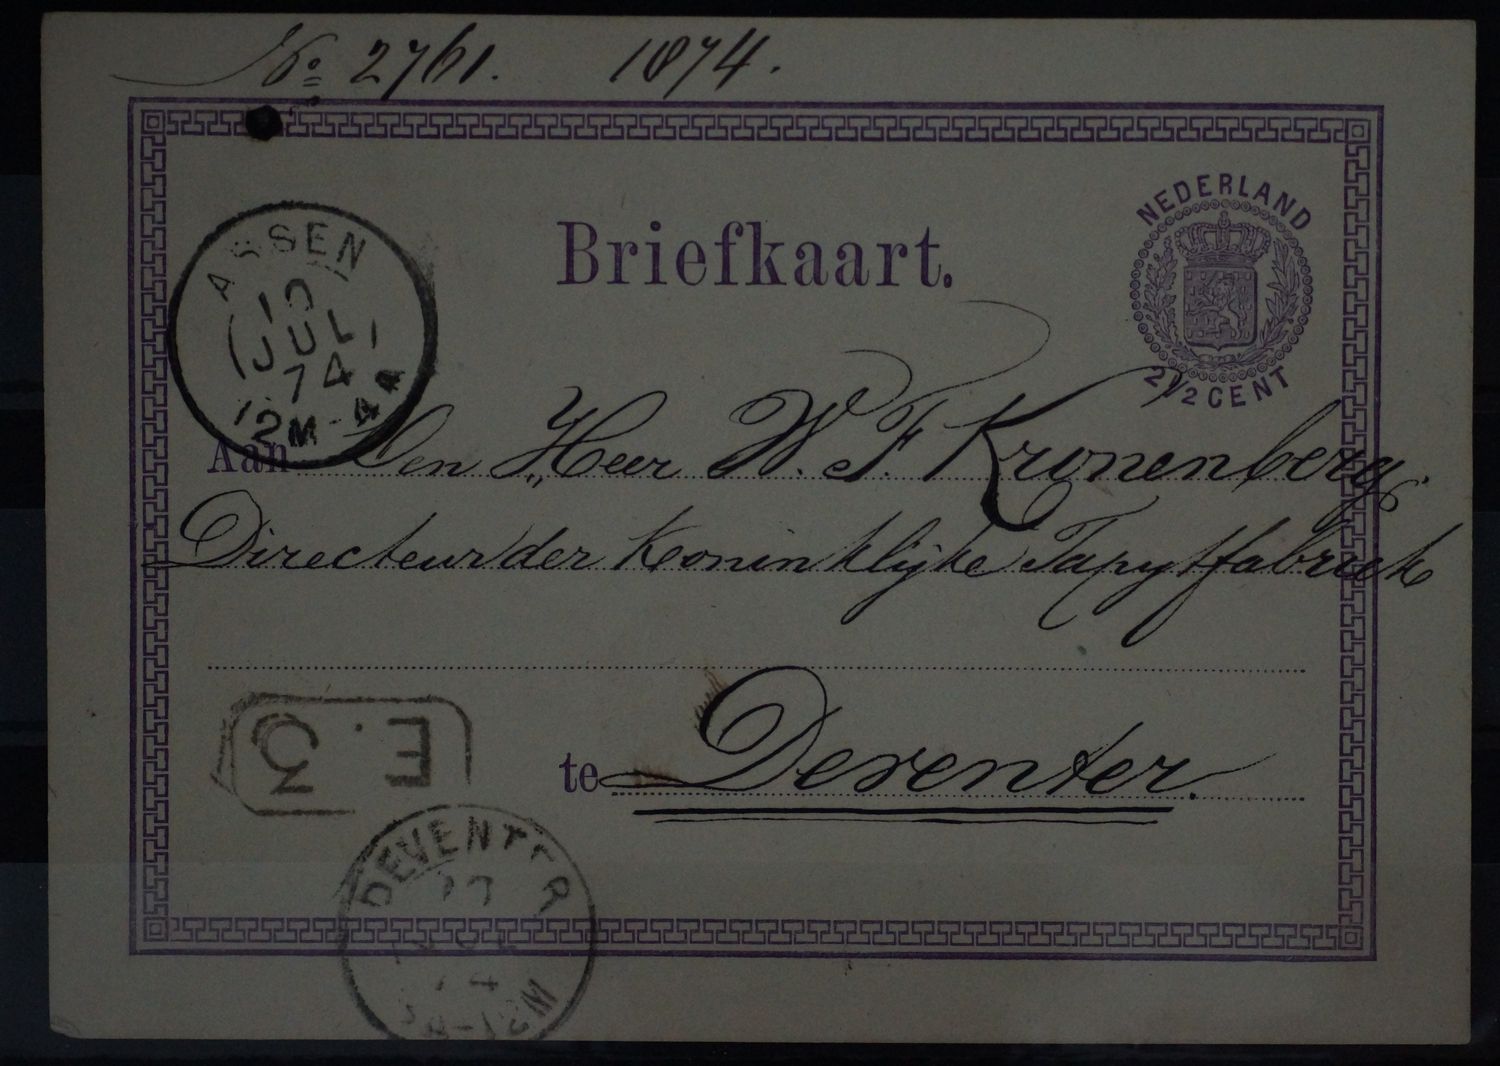 No. 2761. 1874.
NEDERLAND
Briefkaart.
2½ CENT
ASSEN
10
JUL
74
12M-4A
Aan Den Heer W. F. Kronenberg.
Directeur der Koninklijke Tapytfabriek
E. 3
te Deventer.
DEVENTER
74